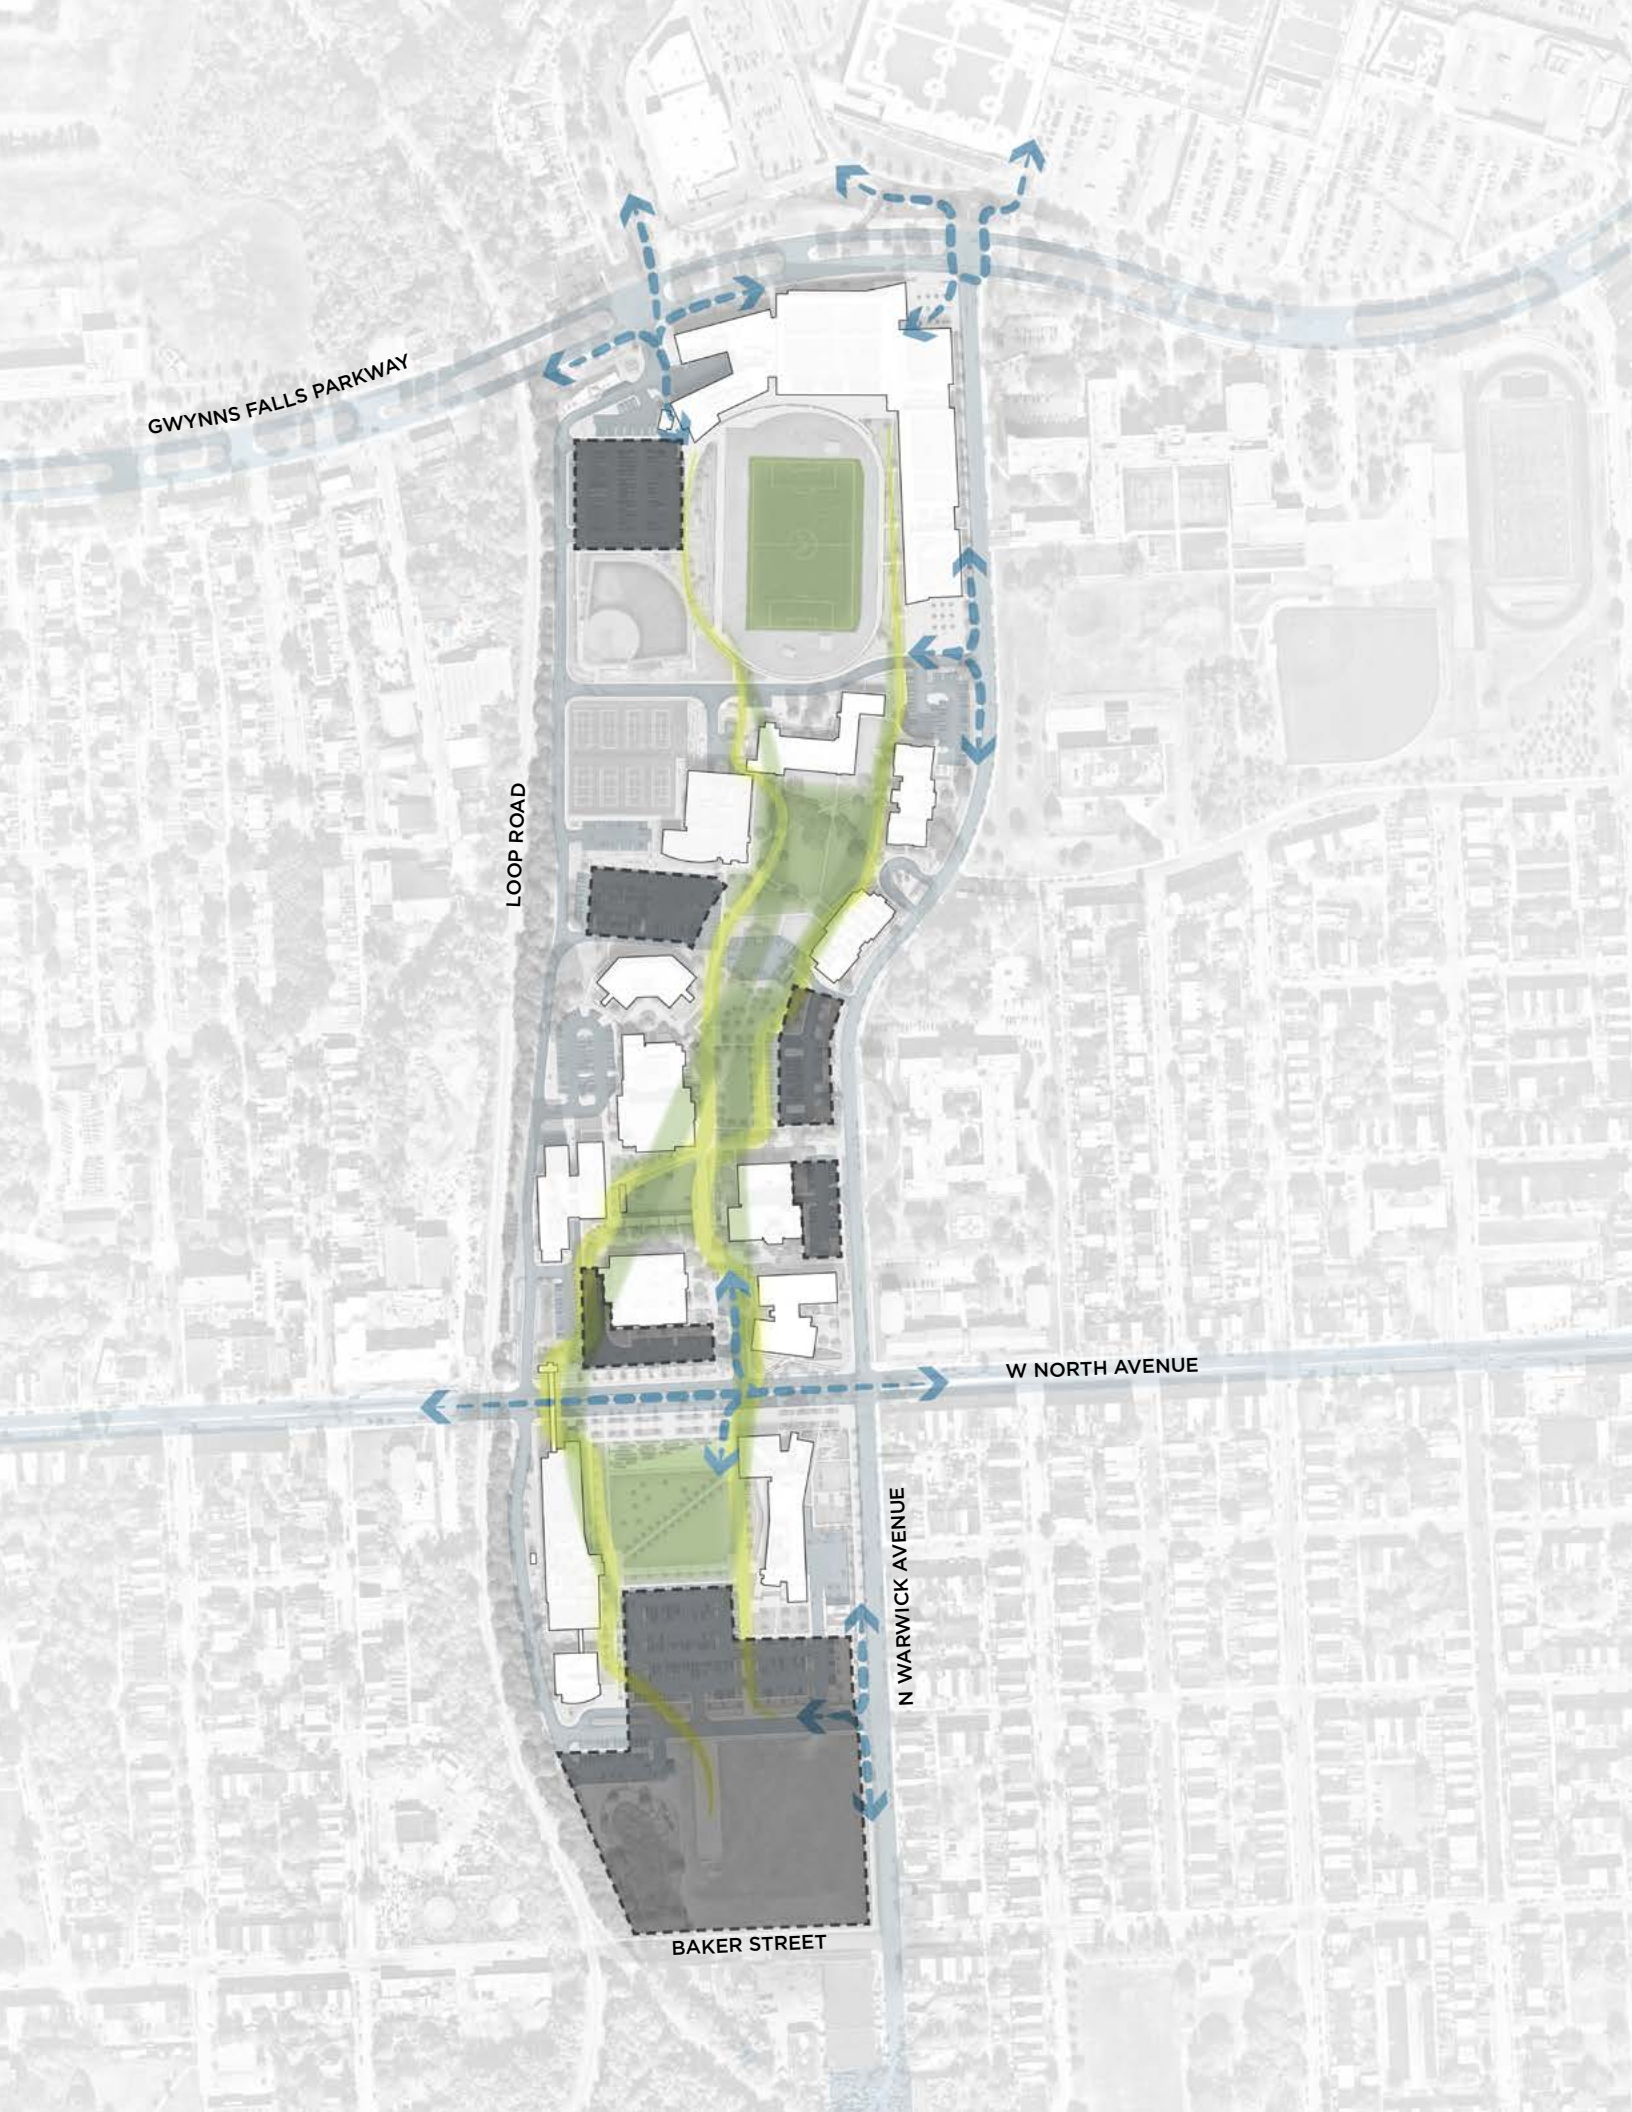 GWYNNS FALLS PARKWAY
LOOP ROAD
W NORTH AVENUE
N WARWICK AVENUE
BAKER STREET